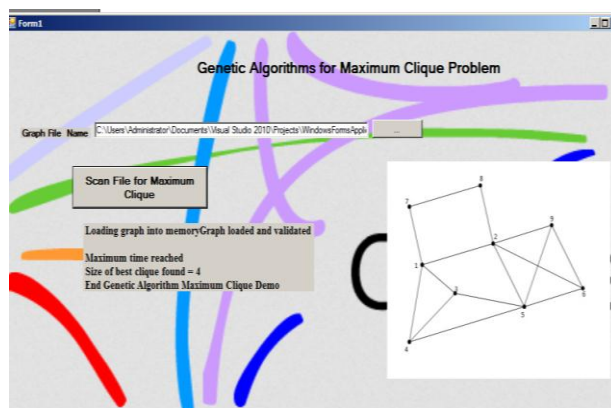 Form1
Genetic Algorithms for Maximum Clique Problem
Graph File Name C:\Users\Administrator\Documents\Visual Studio 2010\Projects\WindowsFormsAppl ...
Scan File for Maximum
Clique
Loading graph into memoryGraph loaded and validated
Maximum time reached
Size of best clique found = 4
End Genetic Algorithm Maximum Clique Demo
8
7
9
2
1
3
6
5
4